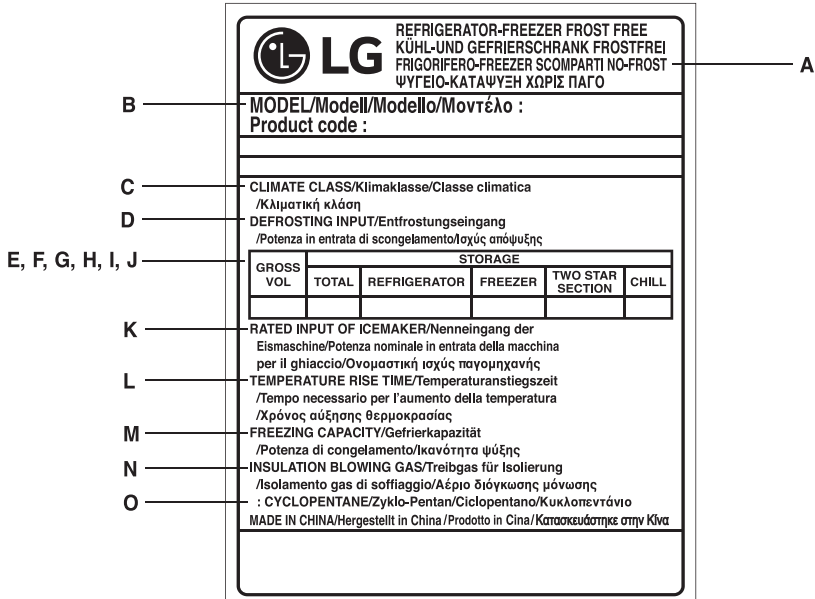 LG
REFRIGERATOR-FREEZER FROST FREE
KÜHL-UND GEFRIERSCHRANK FROSTFREI
FRIGORIFERO-FREEZER SCOMPARTI NO-FROST
ΨΥΓΕΙΟ-ΚΑΤΑΨΥΞΗ ΧΩΡΙΣ ΠΑΓΟ
A
B
MODEL/Modell/Modello/Μοντέλο :
Product code :
C
CLIMATE CLASS/Klimaklasse/Classe climatica
/Κλιματική κλάση
D
DEFROSTING INPUT/Entfrostungseingang
/Potenza in entrata di scongelamento/Ισχύς απόψυξης
E, F, G, H, I, J
GROSS VOL
STORAGE
TOTAL REFRIGERATOR FREEZER TWO STAR SECTION CHILL
K
RATED INPUT OF ICEMAKER/Nenneingang der
Eismaschine/Potenza nominale in entrata della macchina
per il ghiaccio/Ονομαστική ισχύς παγομηχανής
L
TEMPERATURE RISE TIME/Temperaturanstiegszeit
/Tempo necessario per l'aumento della temperatura
/Χρόνος αύξησης θερμοκρασίας
M
FREEZING CAPACITY/Gefrierkapazität
/Potenza di congelamento/Ικανότητα ψύξης
N
INSULATION BLOWING GAS/Treibgas für Isolierung
/Isolamento gas di soffiaggio/Αέριο διόγκωσης μόνωσης
O
: CYCLOPENTANE/Zyklo-Pentan/Ciclopentano/Κυκλοπεντάνιο
MADE IN CHINA/Hergestellt in China/Prodotto in Cina/Κατασκευάστηκε στην Κίνα